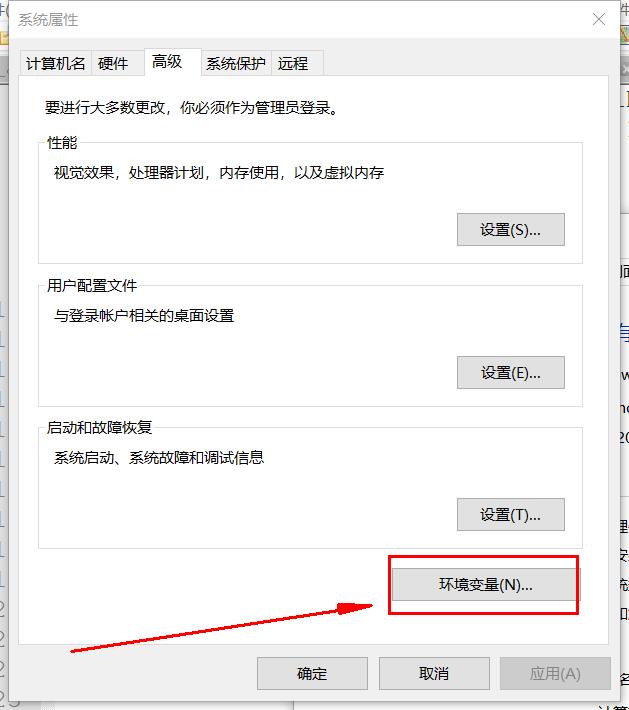 系统属性
计算机名 硬件 高级 系统保护 远程
要进行大多数更改，你必须作为管理员登录。
性能
视觉效果，处理器计划，内存使用，以及虚拟内存
设置(S)...
用户配置文件
与登录帐户相关的桌面设置
设置(E)...
启动和故障恢复
系统启动、系统故障和调试信息
设置(T)...
环境变量(N)...
确定 取消 应用(A)